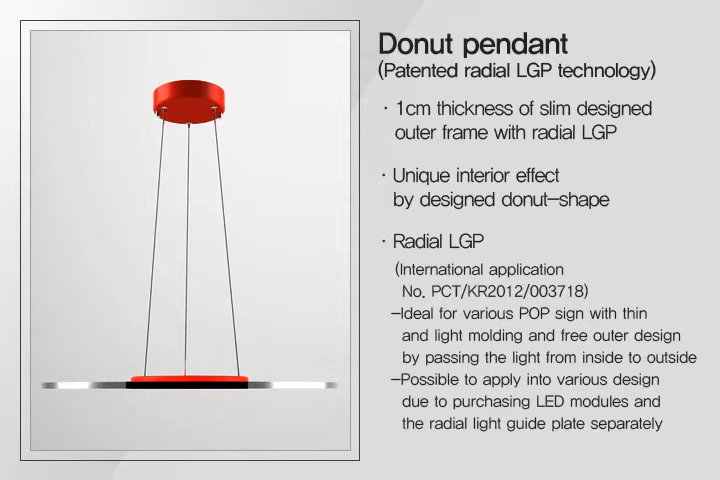 Donut pendant
(Patented radial LGP technology)
· 1cm thickness of slim designed
outer frame with radial LGP
· Unique interior effect
by designed donut-shape
· Radial LGP
(International application
No. PCT/KR2012/003718)
-Ideal for various POP sign with thin
and light molding and free outer design
by passing the light from inside to outside
-Possible to apply into various design
due to purchasing LED modules and
the radial light guide plate separately